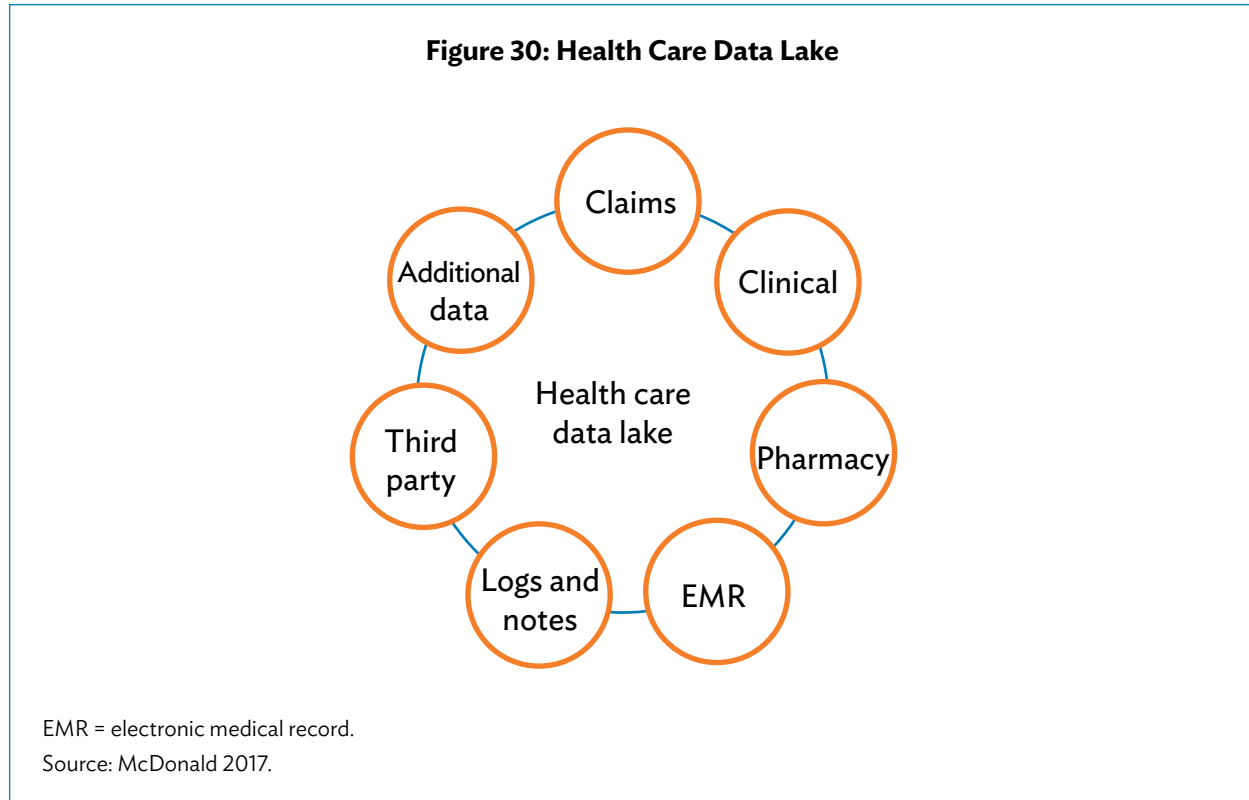 Figure 30: Health Care Data Lake
Claims
Clinical
Pharmacy
EMR
Logs and
notes
Third
party
Additional
data
Health care
data lake
EMR = electronic medical record.
Source: McDonald 2017.